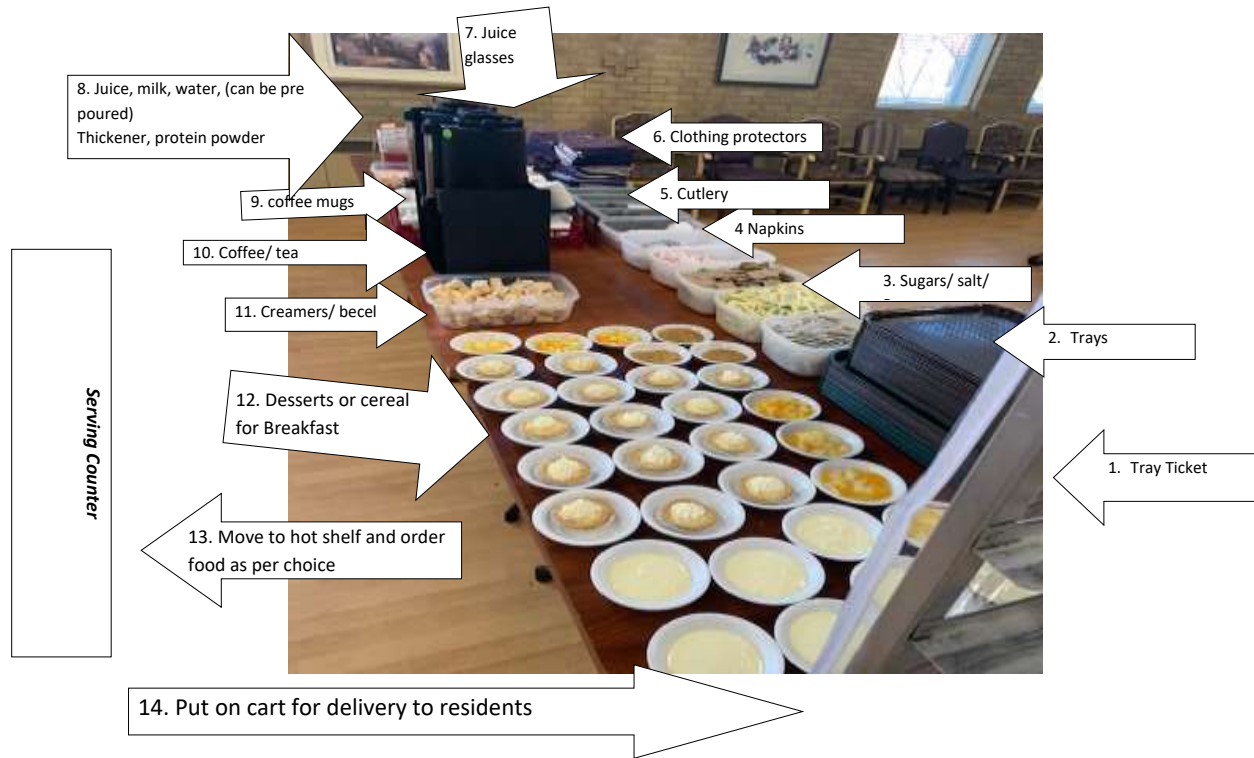 7. Juice
glasses
8. Juice, milk, water, (can be pre
poured)
Thickener, protein powder
6. Clothing protectors
5. Cutlery
9. coffee mugs
4 Napkins
10. Coffee/ tea
3. Sugars/ salt/
11. Creamers/ becel
2. Trays
12. Desserts or cereal
for Breakfast
1. Tray Ticket
Serving Counter
13. Move to hot shelf and order
food as per choice
14. Put on cart for delivery to residents